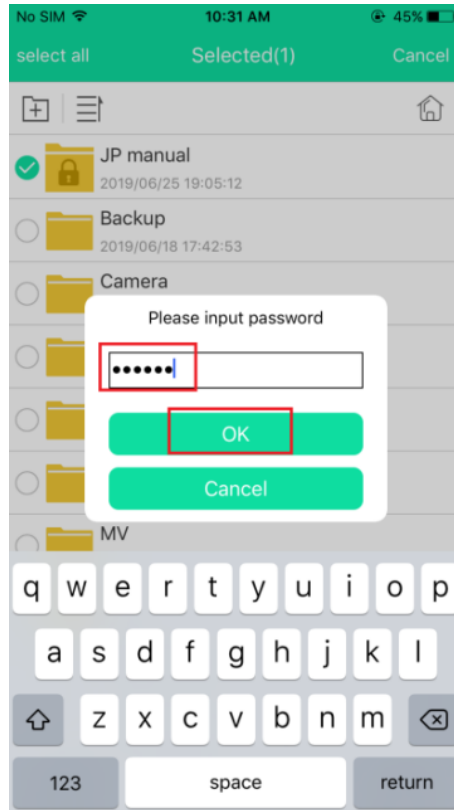 No SIM 10:31 AM 45%
select all Selected(1) Cancel
JP manual
2019/06/25 19:05:12
Backup
2019/06/18 17:42:53
Camera
Please input password
••••••
OK
Cancel
MV
q w e r t y u i o p
a s d f g h j k l
z x c v b n m
123 space return